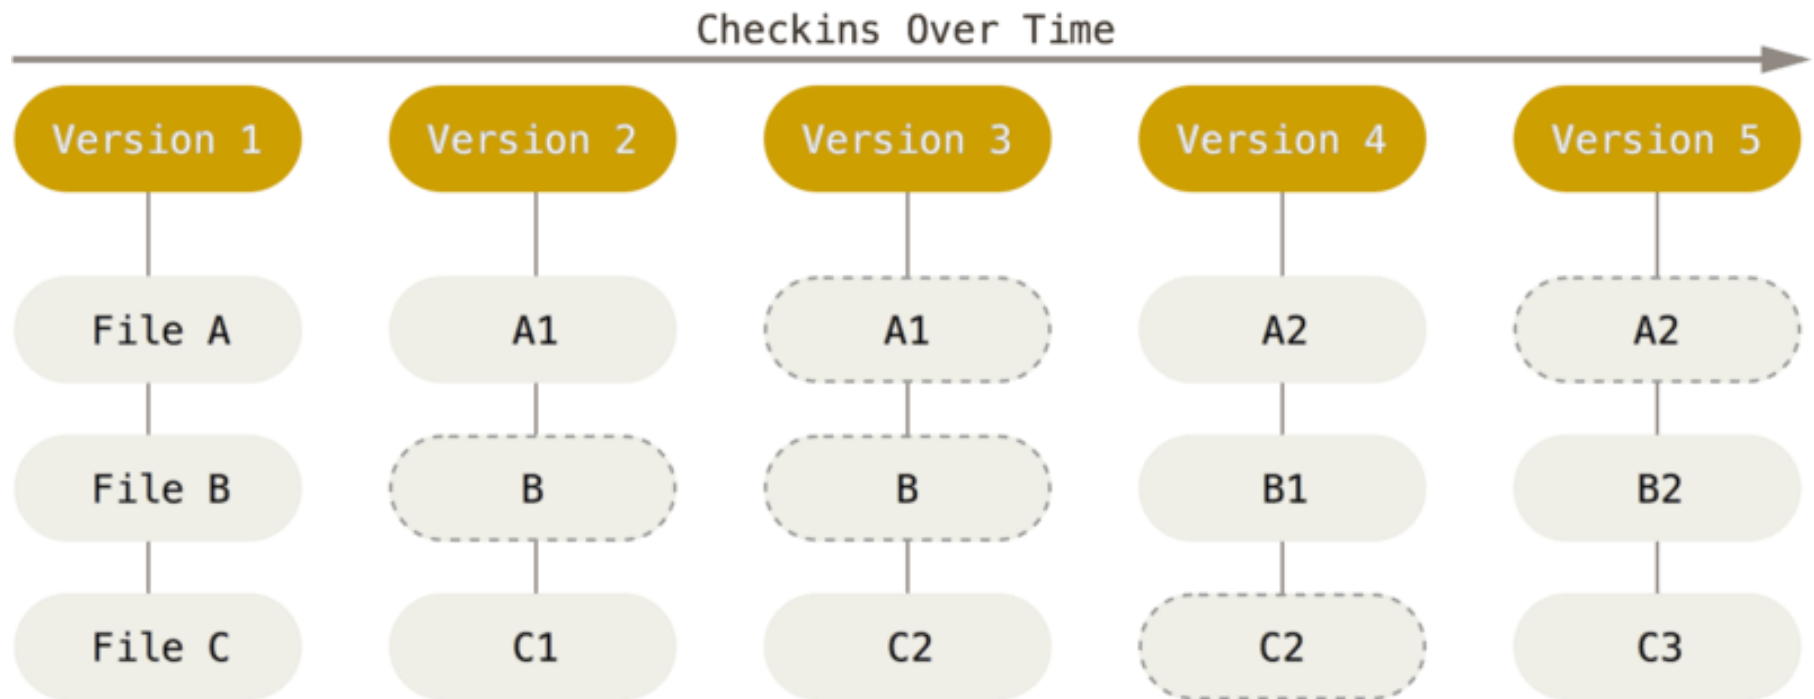 Checkins Over Time
Version 1 Version 2 Version 3 Version 4 Version 5
File A A1 A1 A2 A2
File B B B B1 B2
File C C1 C2 C2 C3